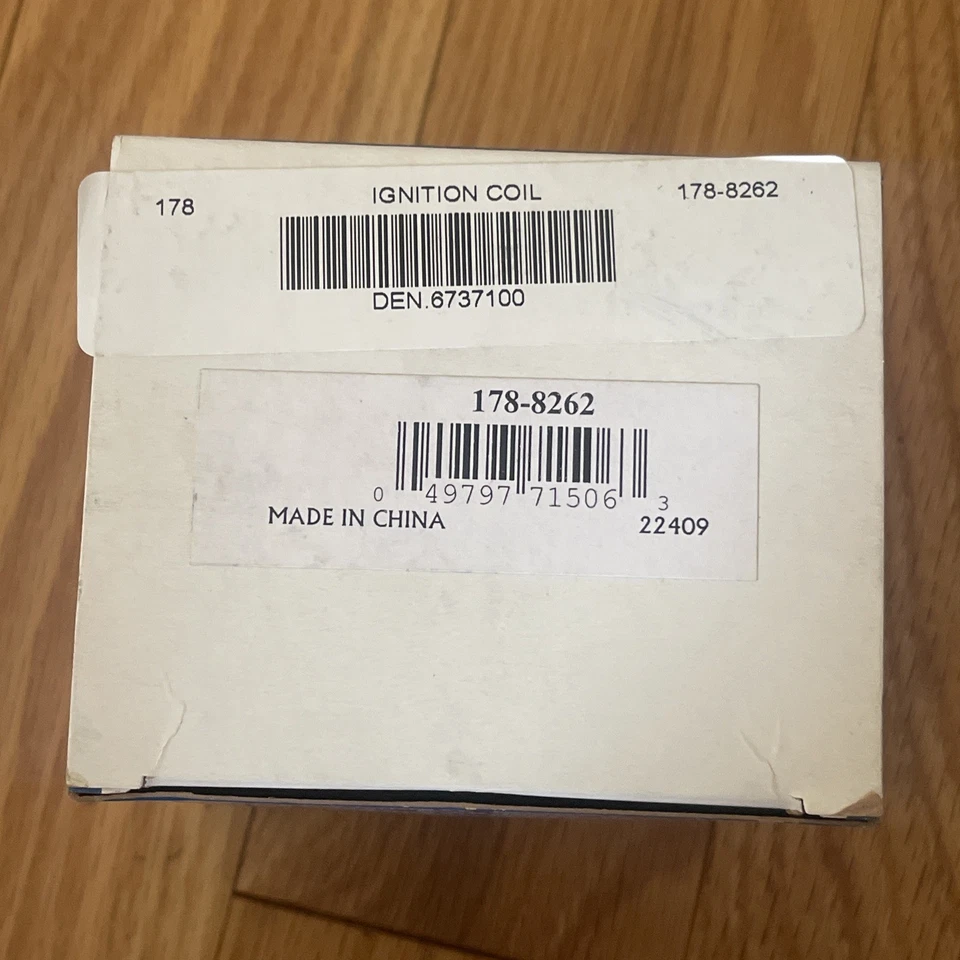 178 IGNITION COIL 178-8262
DEN.6737100
178-8262
0 49797 71506 3
MADE IN CHINA 22409